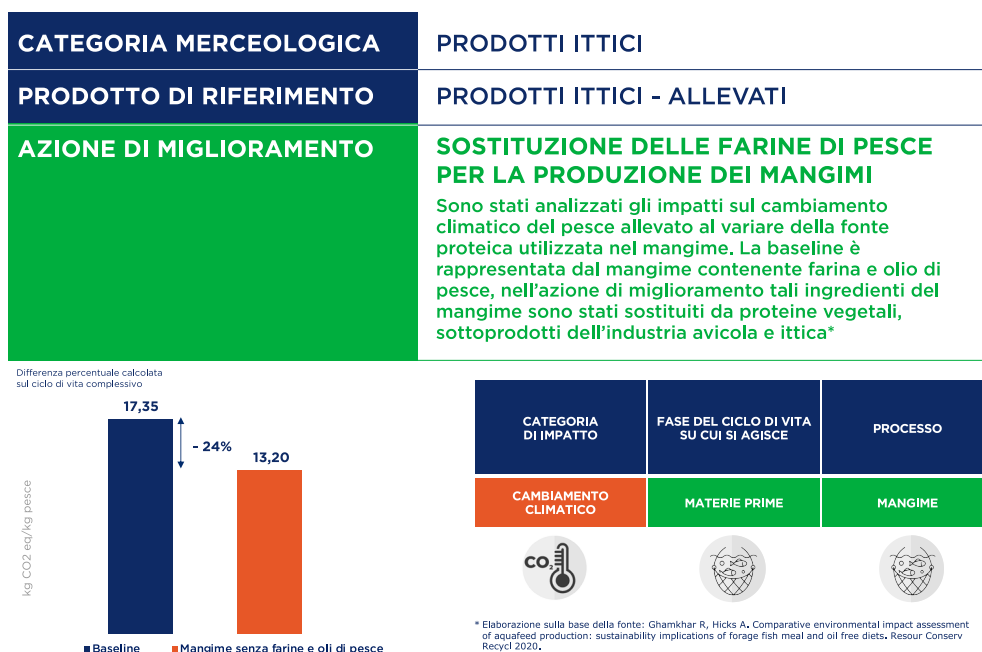 CATEGORIA MERCEOLOGICA
PRODOTTI ITTICI
PRODOTTO DI RIFERIMENTO
PRODOTTI ITTICI - ALLEVATI
AZIONE DI MIGLIORAMENTO
SOSTITUZIONE DELLE FARINE DI PESCE
PER LA PRODUZIONE DEI MANGIMI
Sono stati analizzati gli impatti sul cambiamento
climatico del pesce allevato al variare della fonte
proteica utilizzata nel mangime. La baseline è
rappresentata dal mangime contenente farina e olio di
pesce, nell'azione di miglioramento tali ingredienti del
mangime sono stati sostituiti da proteine vegetali,
sottoprodotti dell'industria avicola e ittica*
Differenza percentuale calcolata
sul ciclo di vita complessivo
17,35
- 24%
13,20
kg CO2 eq/kg pesce
Baseline
Mangime senza farine e oli di pesce
CATEGORIA
DI IMPATTO
FASE DEL CICLO DI VITA
SU CUI SI AGISCE
PROCESSO
CAMBIAMENTO
CLIMATICO
MATERIE PRIME
MANGIME
CO2
* Elaborazione sulla base della fonte: Ghamkhar R, Hicks A. Comparative environmental impact assessment
of aquafeed production: sustainability implications of forage fish meal and oil free diets. Resour Conserv
Recycl 2020.